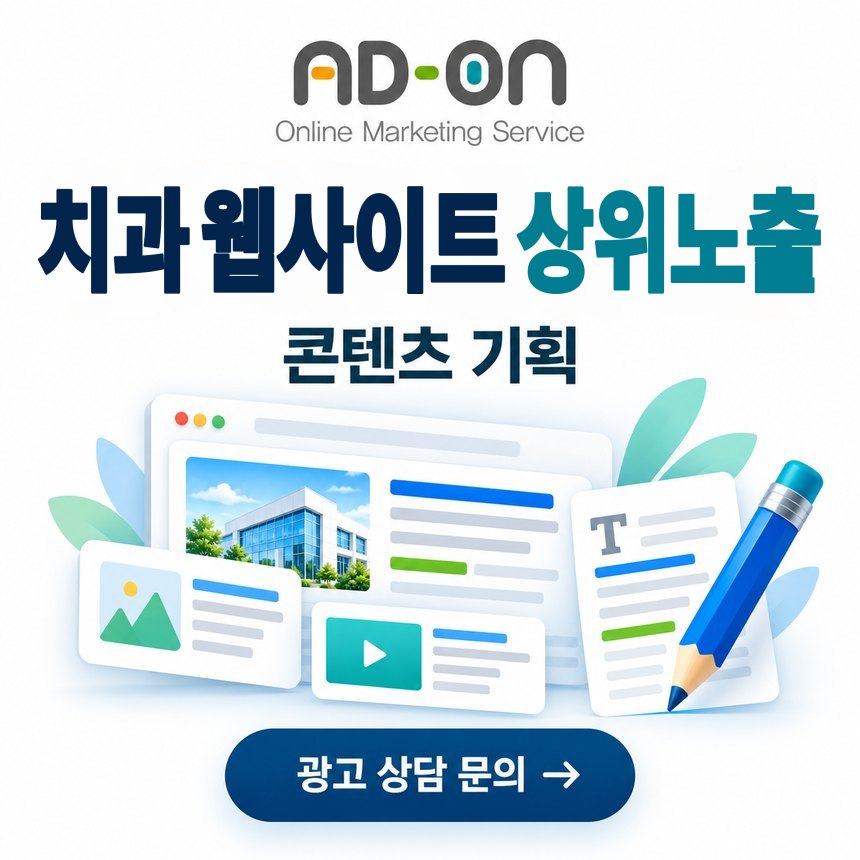 AD-ON
Online Marketing Service
치과 웹사이트 상위노출
콘텐츠 기획
T
광고 상담 문의 →